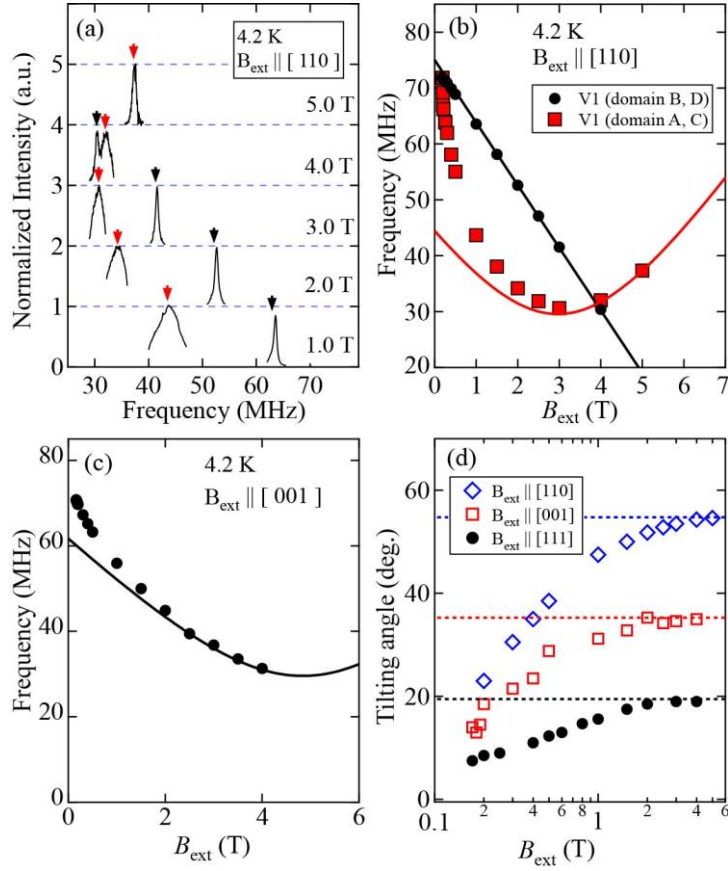 (a)
4.2 K
B_ext || [ 110 ]
Normalized Intensity (a.u.)
5
4
3
2
1
0
5.0 T
4.0 T
3.0 T
2.0 T
1.0 T
30 40 50 60 70
Frequency (MHz)
(b)
4.2 K
B_ext || [110]
V1 (domain B, D)
V1 (domain A, C)
Frequency (MHz)
80
70
60
50
40
30
20
0 1 2 3 4 5 6 7
B_ext (T)
(c)
4.2 K
B_ext || [ 001 ]
Frequency (MHz)
80
60
40
20
0
0 2 4 6
B_ext (T)
(d)
B_ext || [110]
B_ext || [001]
B_ext || [111]
Tilting angle (deg.)
60
40
20
0
0.1 2 4 6 8 1 2 4 6
B_ext (T)